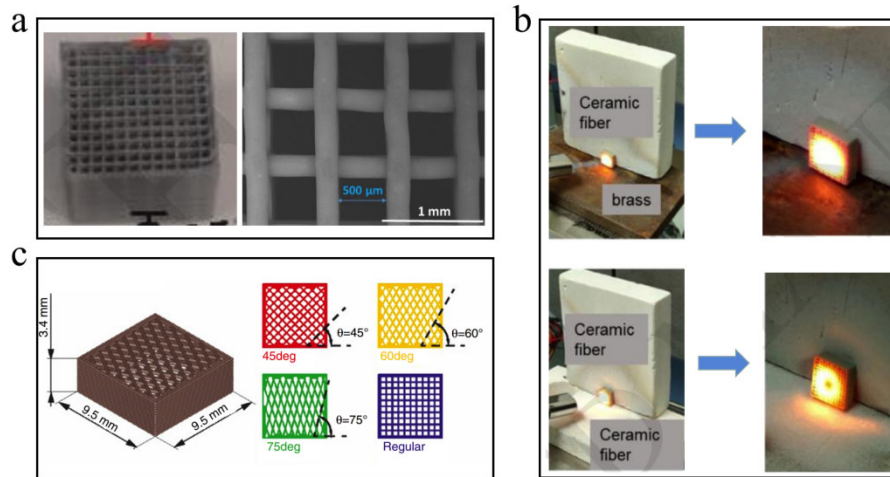 a
500 μm
1 mm
b
Ceramic
fiber
brass
Ceramic
fiber
Ceramic
fiber
c
3.4 mm
9.5 mm
9.5 mm
θ=45°
45deg
θ=60°
60deg
θ=75°
75deg
Regular